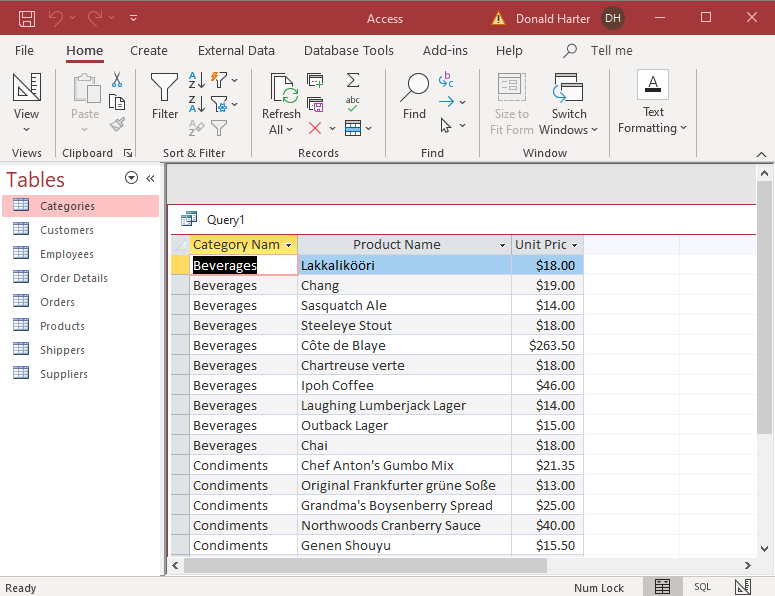 Access
Donald Harter DH
File Home Create External Data Database Tools Add-ins Help Tell me
View
Paste
Filter
Refresh All
abc
Find
Size to Fit Form
Switch Windows
Text Formatting
Views Clipboard Sort & Filter Records Find Window
Tables
Categories
Customers
Employees
Order Details
Orders
Products
Shippers
Suppliers
Query1
Category Nam Product Name Unit Pric
Beverages Lakkalikööri $18.00
Beverages Chang $19.00
Beverages Sasquatch Ale $14.00
Beverages Steeleye Stout $18.00
Beverages Côte de Blaye $263.50
Beverages Chartreuse verte $18.00
Beverages Ipoh Coffee $46.00
Beverages Laughing Lumberjack Lager $14.00
Beverages Outback Lager $15.00
Beverages Chai $18.00
Condiments Chef Anton's Gumbo Mix $21.35
Condiments Original Frankfurter grüne Soße $13.00
Condiments Grandma's Boysenberry Spread $25.00
Condiments Northwoods Cranberry Sauce $40.00
Condiments Genen Shouyu $15.50
Ready Num Lock SQL